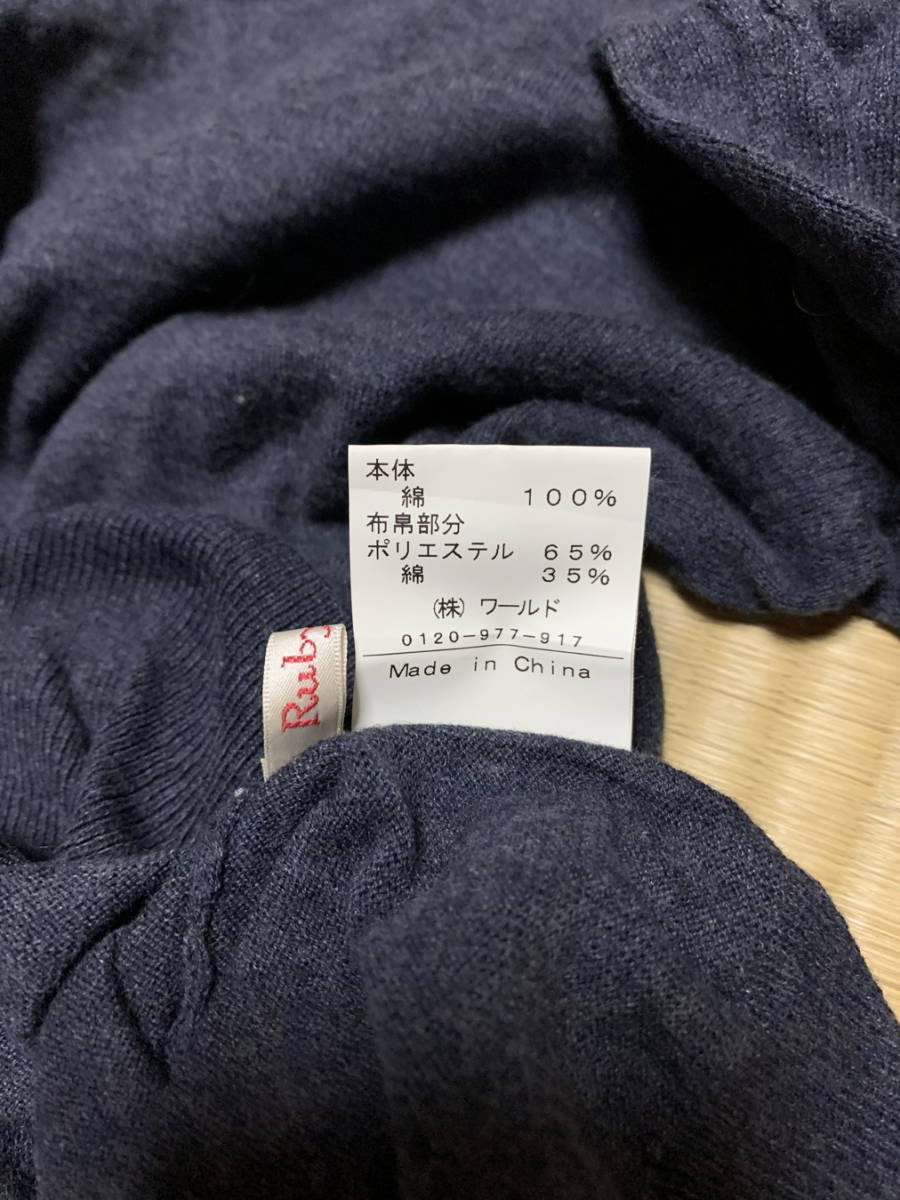 本体
綿 １００％
布帛部分
ポリエステル ６５％
綿 ３５％
（株）ワールド
0120-977-917
Made in China